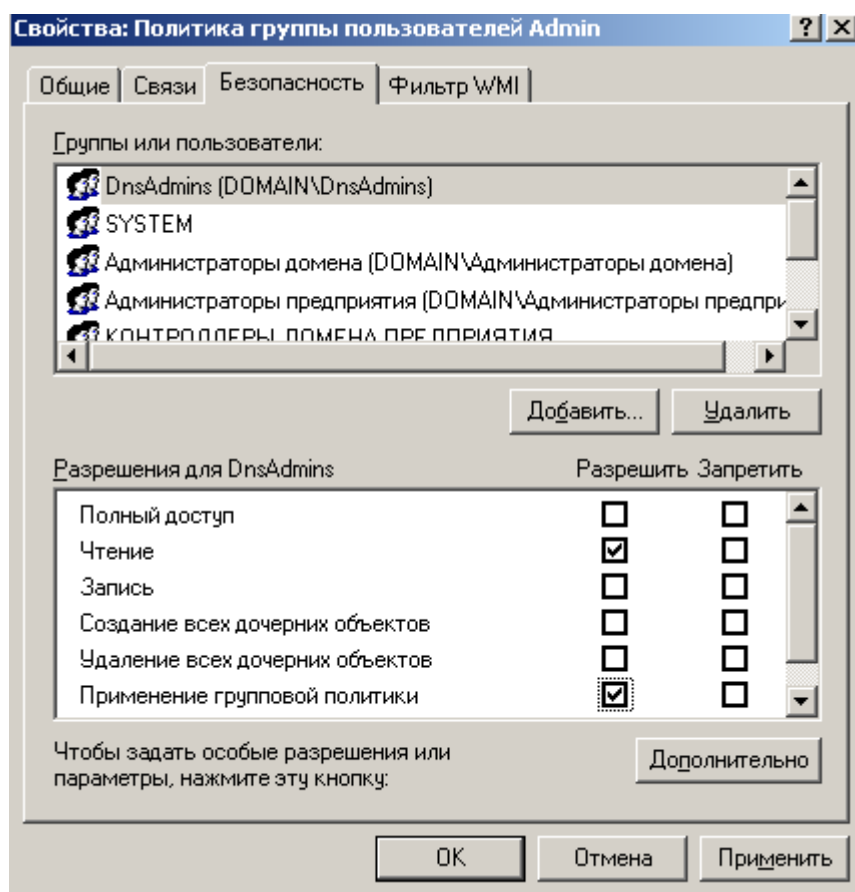 Свойства: Политика группы пользователей Admin
Общие Связи Безопасность Фильтр WMI
Группы или пользователи:
DnsAdmins (DOMAIN\DnsAdmins)
SYSTEM
Администраторы домена (DOMAIN\Администраторы домена)
Администраторы предприятия (DOMAIN\Администраторы предпри
КОНТРОЛЛЕРЫ ДОМЕНА ПРЕДПРИЯТИЯ
Добавить... Удалить
Разрешения для DnsAdmins Разрешить Запретить
Полный доступ
Чтение
Запись
Создание всех дочерних объектов
Удаление всех дочерних объектов
Применение групповой политики
Чтобы задать особые разрешения или
параметры, нажмите эту кнопку:
Дополнительно
OK Отмена Применить